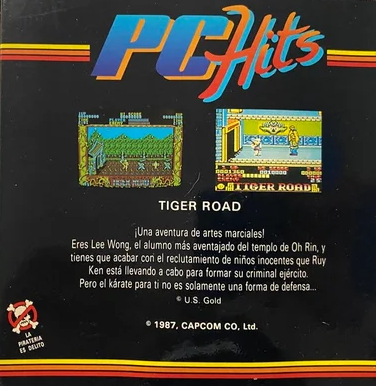 PC Hits
TIGER ROAD
TIGER ROAD
¡Una aventura de artes marciales!
Eres Lee Wong, el alumno más aventajado del templo de Oh Rin, y
tienes que acabar con el reclutamiento de niños inocentes que Ruy
Ken está llevando a cabo para formar su criminal ejército.
Pero el kárate para ti no es solamente una forma de defensa...
© U.S. Gold
© 1987, CAPCOM CO, Ltd.
LA
PIRATERIA
ES DELITO